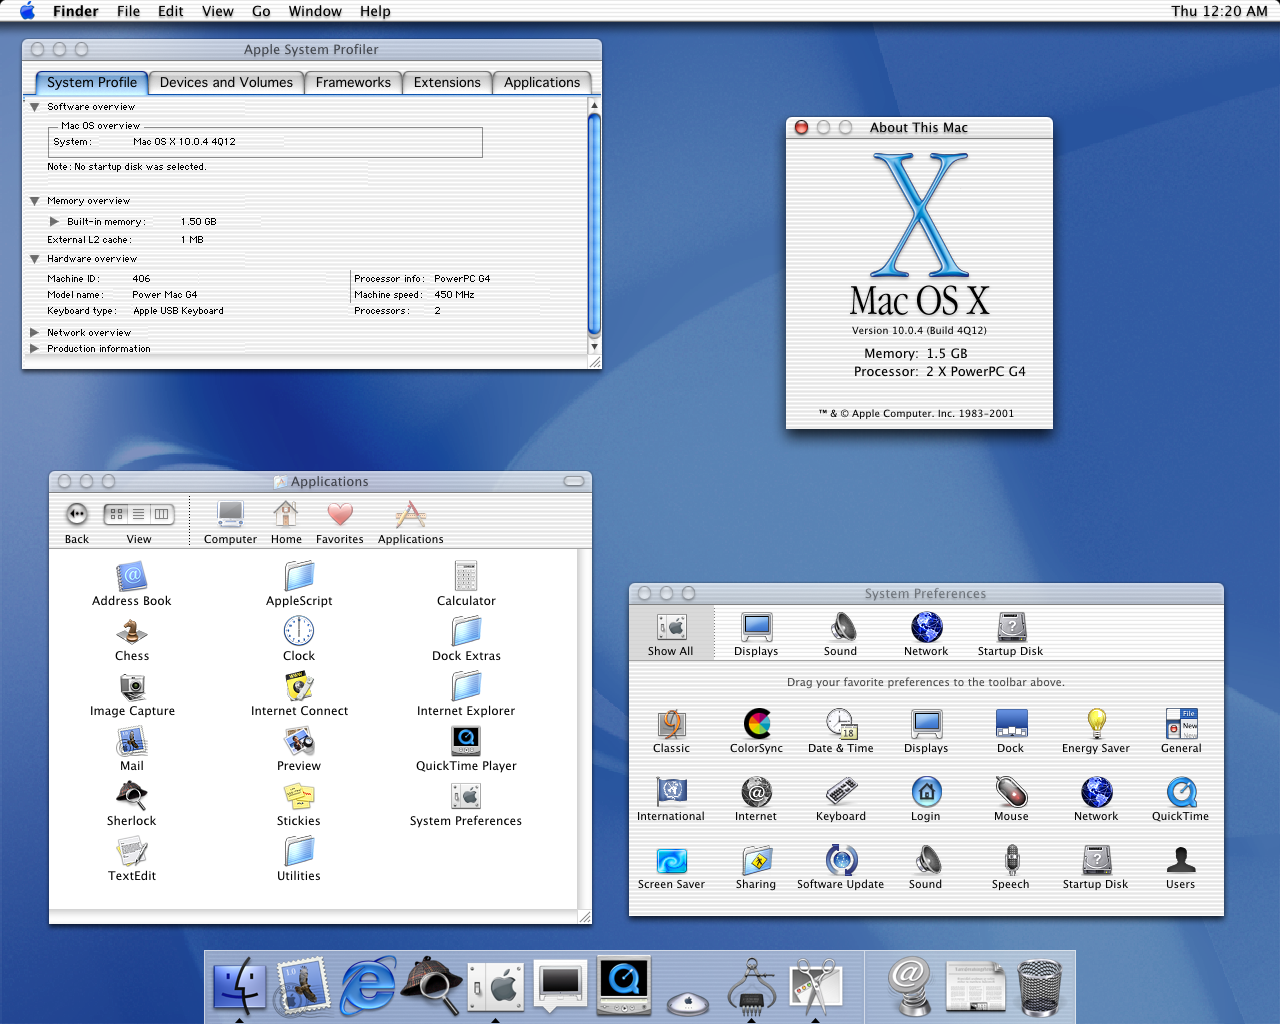 Finder File Edit View Go Window Help
Thu 12:20 AM
Apple System Profiler
System Profile Devices and Volumes Frameworks Extensions Applications
Software overview
Mac OS overview
System: Mac OS X 10.0.4 4Q12
Note: No startup disk was selected.
Memory overview
Built-in memory: 1.50 GB
External L2 cache: 1 MB
Hardware overview
Machine ID: 406 Processor info: PowerPC G4
Model name: Power Mac G4 Machine speed: 450 MHz
Keyboard type: Apple USB Keyboard Processors: 2
Network overview
Production information
About This Mac
Mac OS X
Version 10.0.4 (Build 4Q12)
Memory: 1.5 GB
Processor: 2 X PowerPC G4
™ & © Apple Computer. Inc. 1983-2001
Applications
Back View Computer Home Favorites Applications
Address Book AppleScript Calculator
Chess Clock Dock Extras
Image Capture Internet Connect Internet Explorer
Mail Preview QuickTime Player
Sherlock Stickies System Preferences
TextEdit Utilities
System Preferences
Show All Displays Sound Network Startup Disk
Drag your favorite preferences to the toolbar above.
18 File
New
Classic ColorSync Date & Time Displays Dock Energy Saver General
International Internet Keyboard Login Mouse Network QuickTime
Screen Saver Sharing Software Update Sound Speech Startup Disk Users
1.0